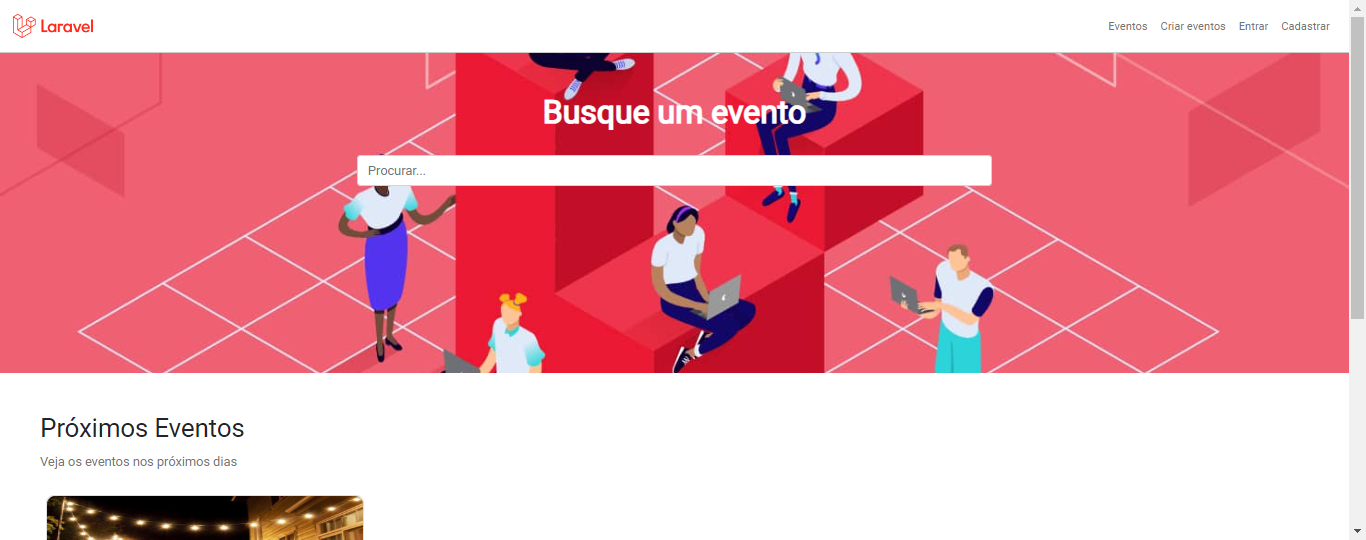 Laravel
Eventos Criar eventos Entrar Cadastrar
Busque um evento
Procurar...
Próximos Eventos
Veja os eventos nos próximos dias